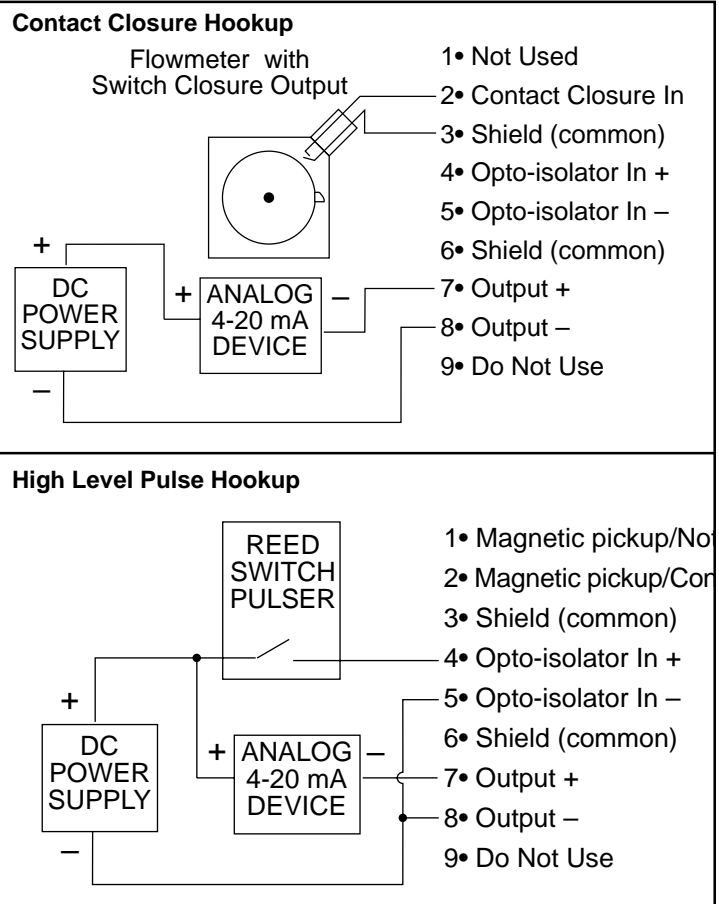 Contact Closure Hookup
Flowmeter with
Switch Closure Output
1• Not Used
2• Contact Closure In
3• Shield (common)
4• Opto-isolator In +
5• Opto-isolator In –
6• Shield (common)
7• Output +
8• Output –
9• Do Not Use
+
DC
POWER
SUPPLY
–
+
ANALOG
4-20 mA
DEVICE
–
High Level Pulse Hookup
REED
SWITCH
PULSER
1• Magnetic pickup/
2• Magnetic pickup/
3• Shield (common)
4• Opto-isolator In +
5• Opto-isolator In –
6• Shield (common)
7• Output +
8• Output –
9• Do Not Use
+
DC
POWER
SUPPLY
–
+
ANALOG
4-20 mA
DEVICE
–